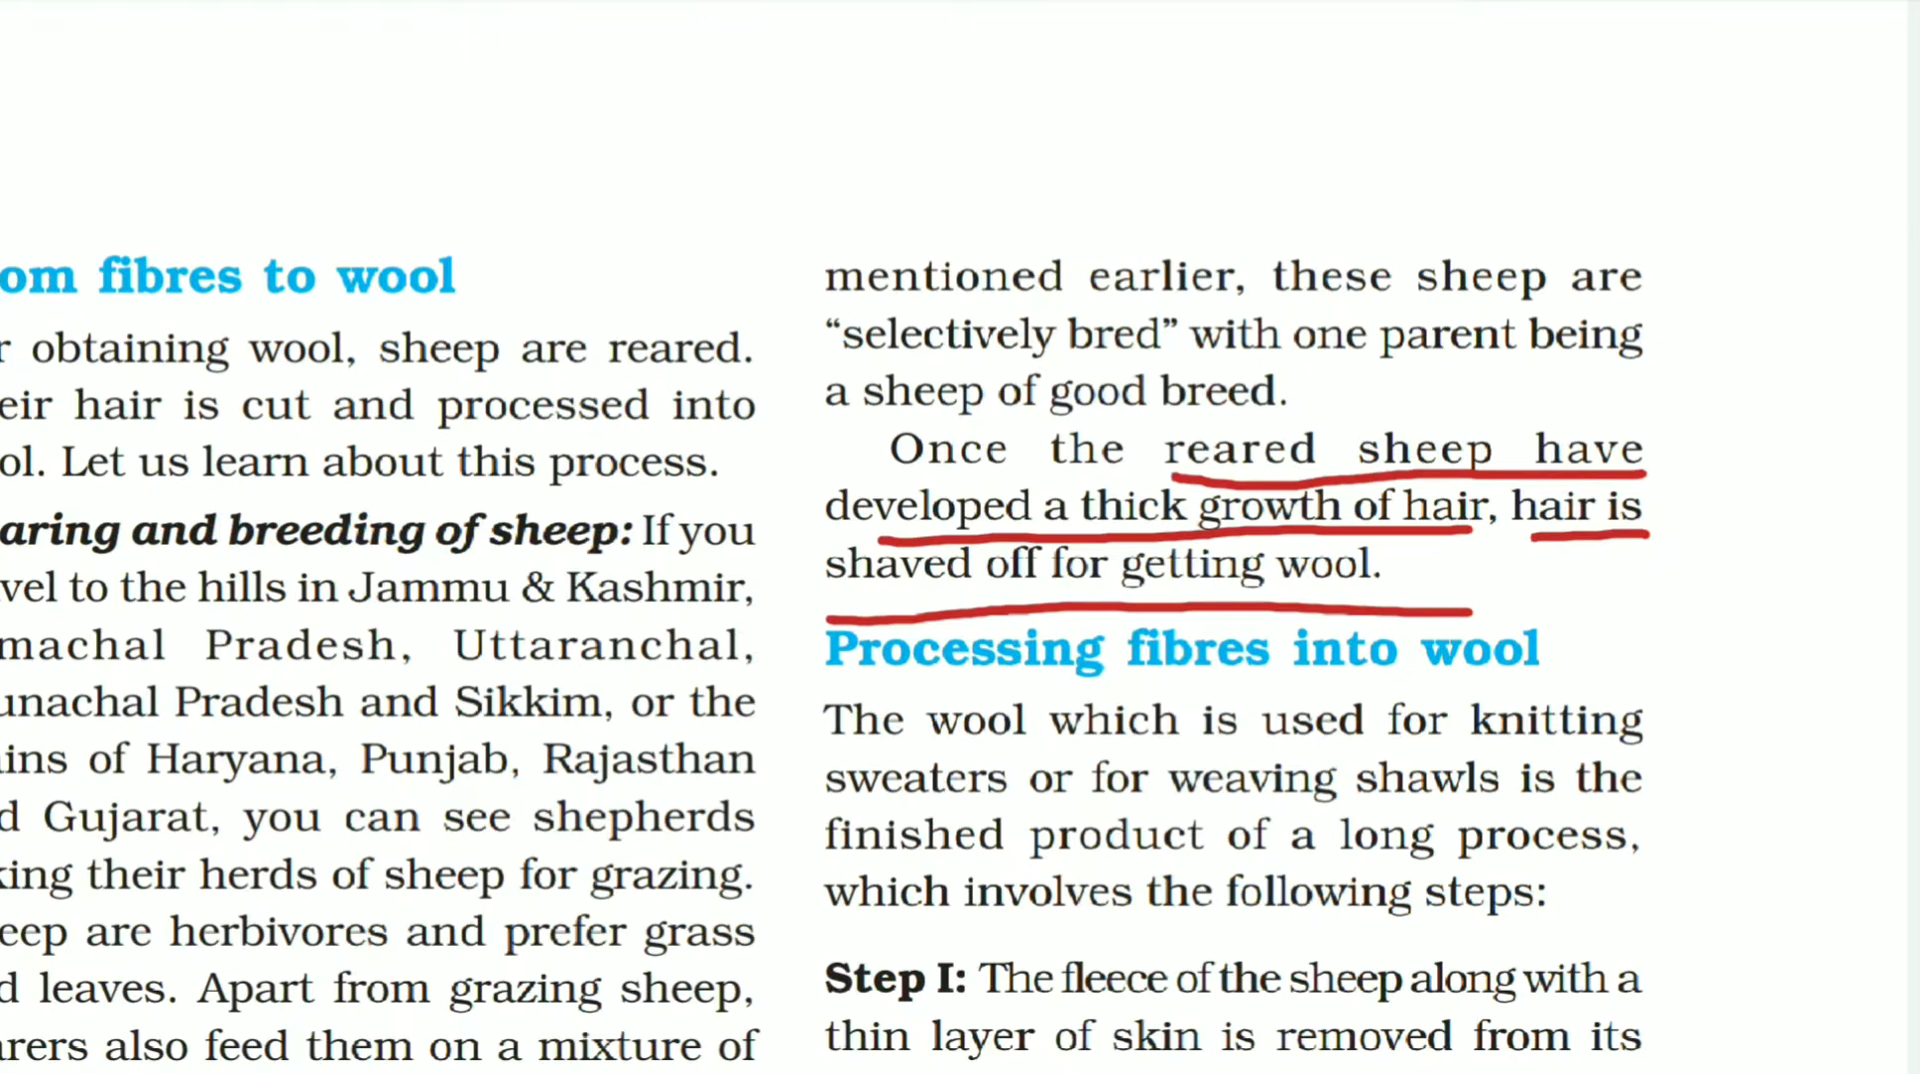 om fibres to wool
r obtaining wool, sheep are reared.
eir hair is cut and processed into
ol. Let us learn about this process.
aring and breeding of sheep: If you
vel to the hills in Jammu & Kashmir,
machal Pradesh, Uttaranchal,
unachal Pradesh and Sikkim, or the
ins of Haryana, Punjab, Rajasthan
d Gujarat, you can see shepherds
king their herds of sheep for grazing.
eep are herbivores and prefer grass
d leaves. Apart from grazing sheep,
arers also feed them on a mixture of
mentioned earlier, these sheep are
“selectively bred” with one parent being
a sheep of good breed.
Once the reared sheep have
developed a thick growth of hair, hair is
shaved off for getting wool.
Processing fibres into wool
The wool which is used for knitting
sweaters or for weaving shawls is the
finished product of a long process,
which involves the following steps:
Step I: The fleece of the sheep along with a
thin layer of skin is removed from its